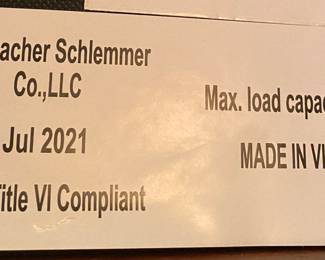 acher Schlemmer
Co.,LLC
Jul 2021
Title VI Compliant
Max. load capac
MADE IN VI